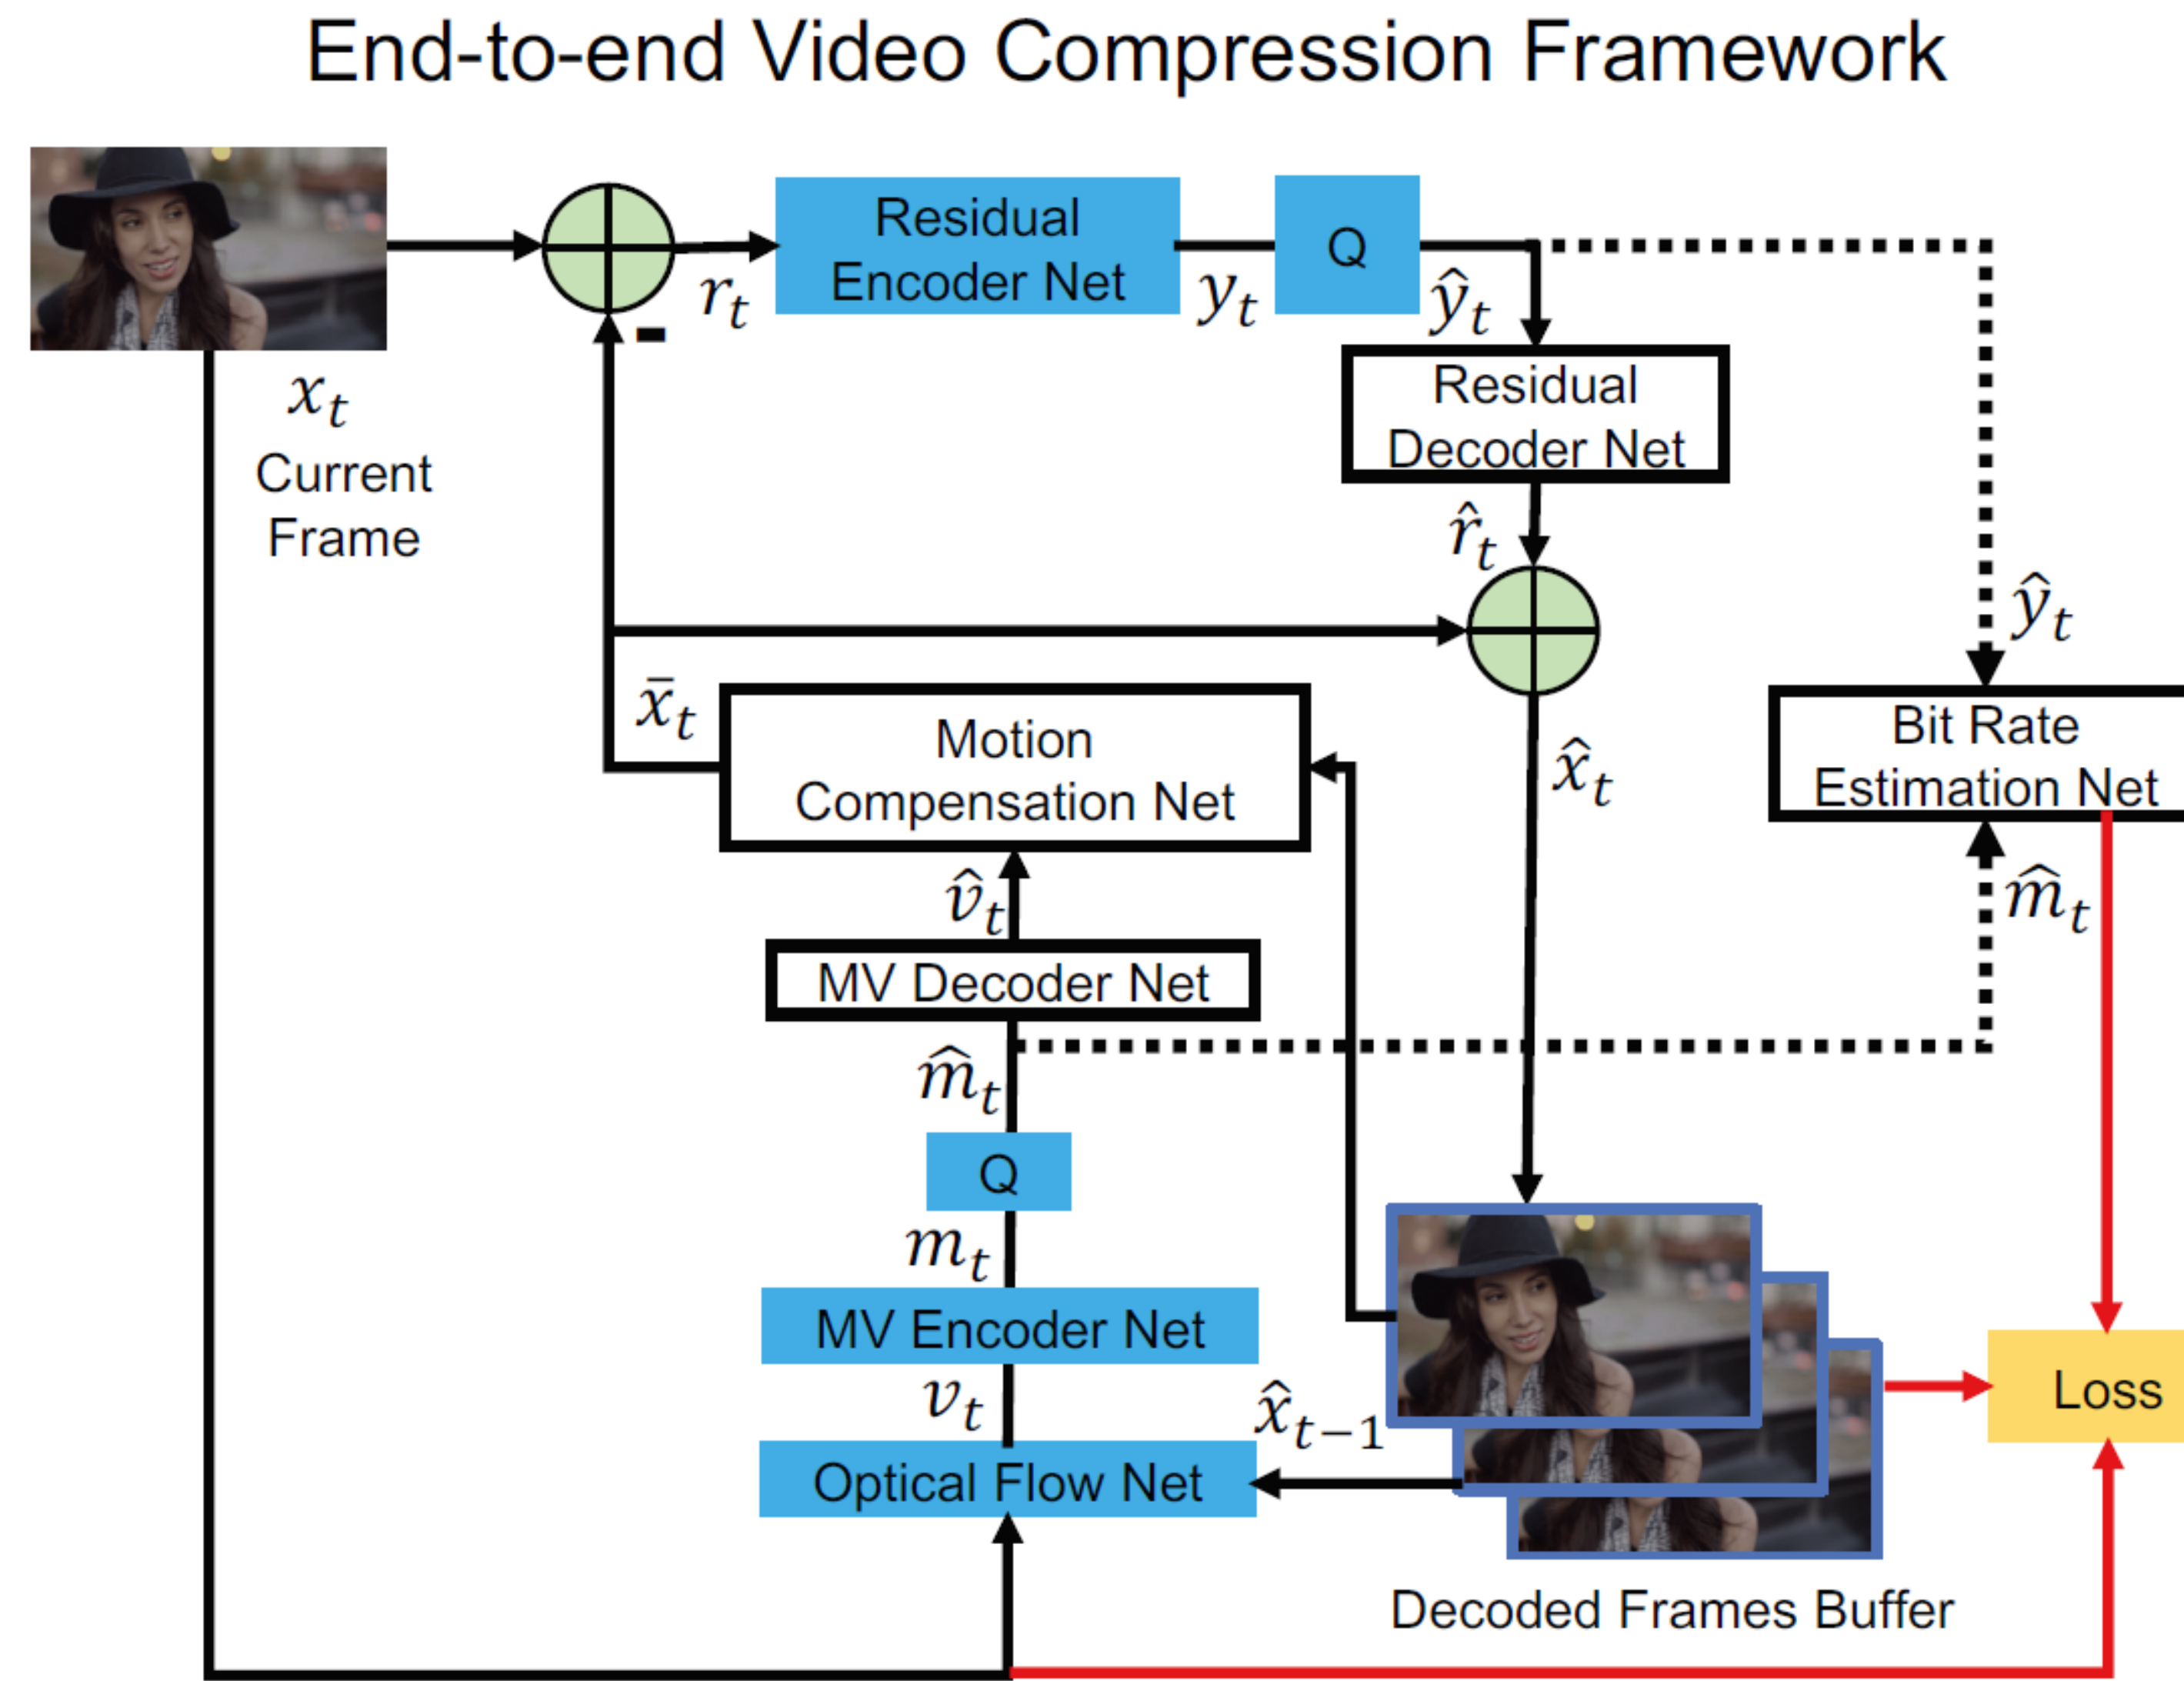 End-to-end Video Compression Framework
Residual
Encoder Net
Q
r_t
y_t
ŷ_t
x_t
Current
Frame
Residual
Decoder Net
r̂_t
ŷ_t
x̄_t
Motion
Compensation Net
x̂_t
Bit Rate
Estimation Net
v̂_t
m̂_t
MV Decoder Net
m̂_t
Q
m_t
MV Encoder Net
v_t
x̂_{t−1}
Loss
Optical Flow Net
Decoded Frames Buffer